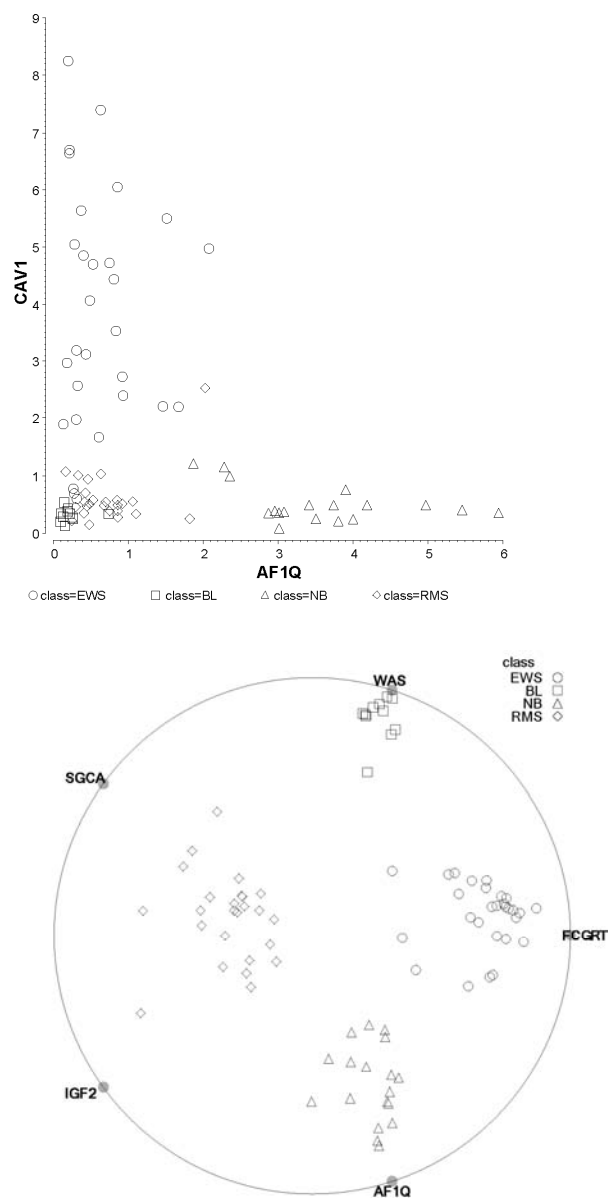 9
8
7
6
5
4
3
2
1
0
CAV1
0 1 2 3 4 5 6
AF1Q
class=EWS class=BL class=NB class=RMS
class
EWS
BL
NB
RMS
WAS
SGCA
FCGRT
IGF2
AF1Q